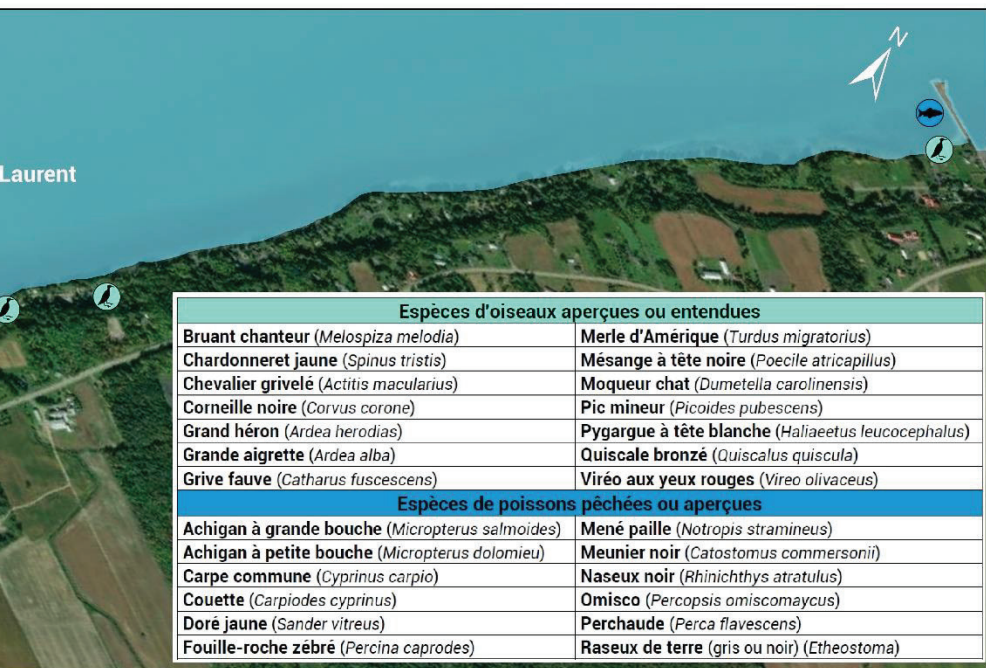 N
Laurent
Espèces d'oiseaux aperçues ou entendues
Bruant chanteur (Melospiza melodia) Merle d'Amérique (Turdus migratorius)
Chardonneret jaune (Spinus tristis) Mésange à tête noire (Poecile atricapillus)
Chevalier grivelé (Actitis macularius) Moqueur chat (Dumetella carolinensis)
Corneille noire (Corvus corone) Pic mineur (Picoides pubescens)
Grand héron (Ardea herodias) Pygargue à tête blanche (Haliaeetus leucocephalus)
Grande aigrette (Ardea alba) Quiscale bronzé (Quiscalus quiscula)
Grive fauve (Catharus fuscescens) Viréo aux yeux rouges (Vireo olivaceus)
Espèces de poissons pêchées ou aperçues
Achigan à grande bouche (Micropterus salmoides) Mené paille (Notropis stramineus)
Achigan à petite bouche (Micropterus dolomieu) Meunier noir (Catostomus commersonii)
Carpe commune (Cyprinus carpio) Naseux noir (Rhinichthys atratulus)
Couette (Carpiodes cyprinus) Omisco (Percopsis omiscomaycus)
Doré jaune (Sander vitreus) Perchaude (Perca flavescens)
Fouille-roche zébré (Percina caprodes) Raseux de terre (gris ou noir) (Etheostoma)